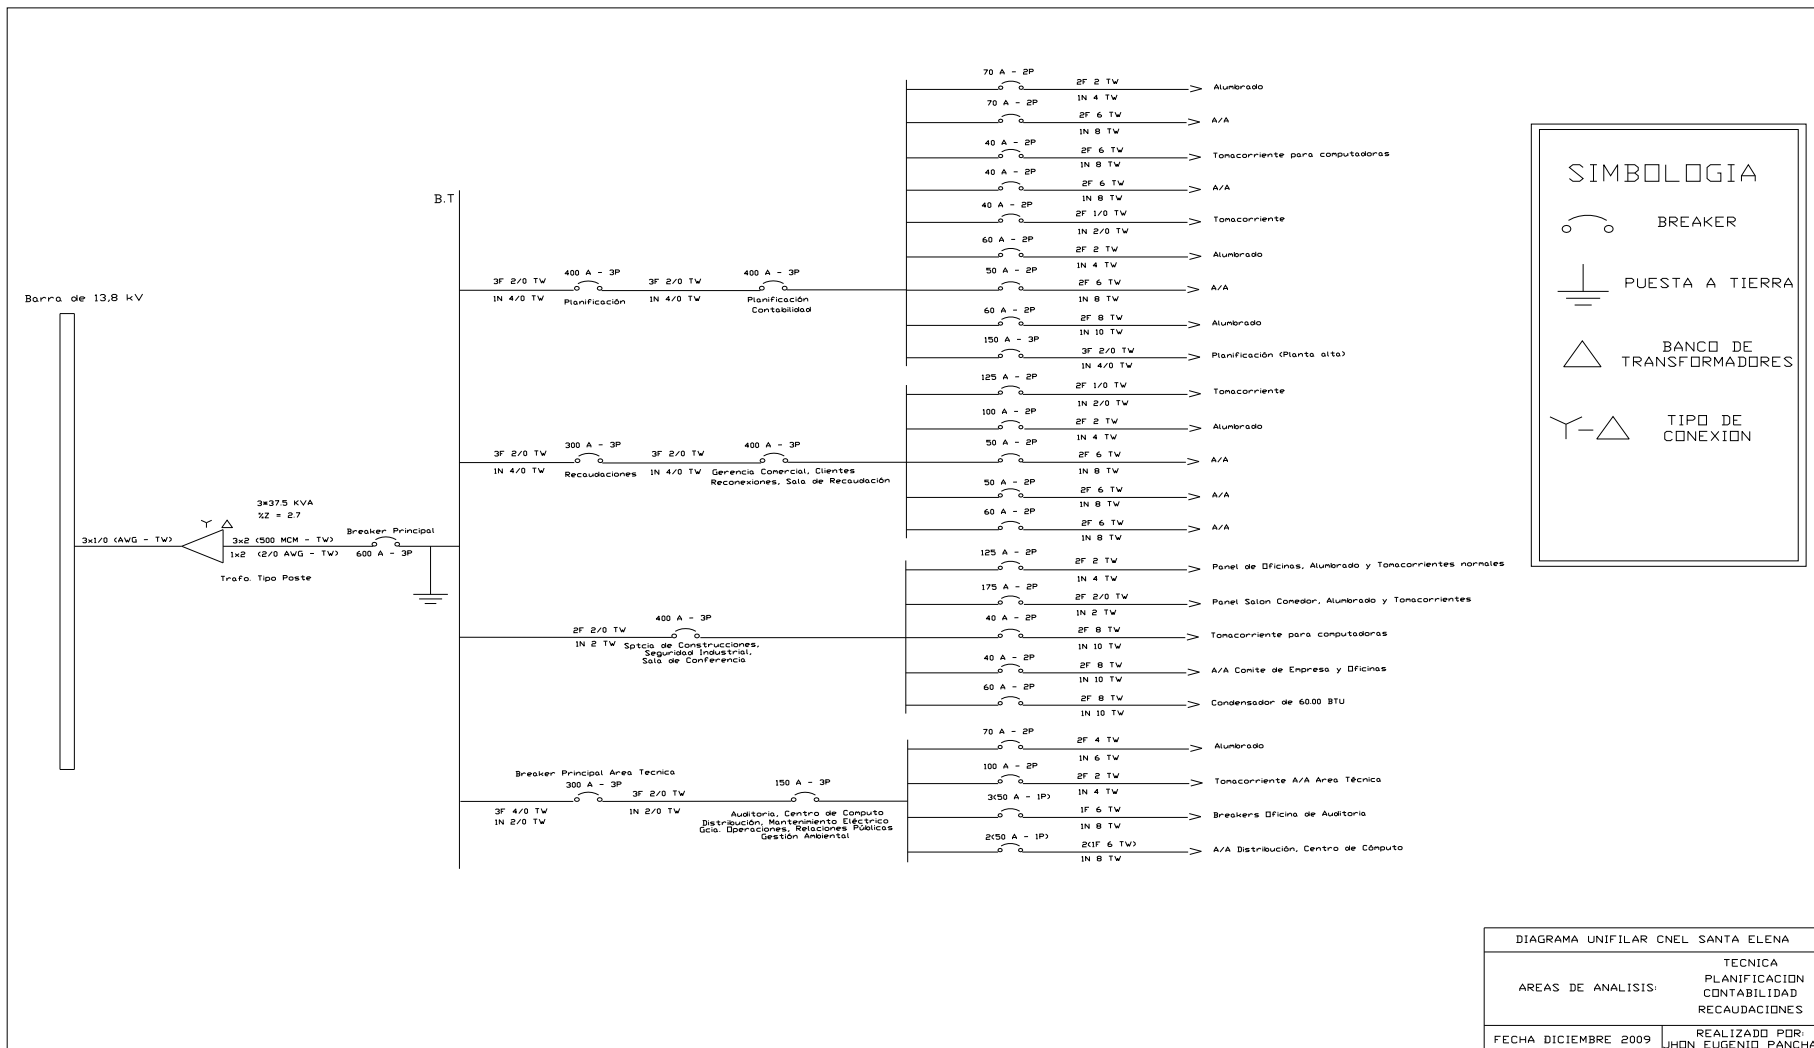 Barra de 13,8 kV
3x1/0 (AWG - TW)
3*37.5 KVA
%Z = 2.7
3x2 (500 MCM - TW)
1x2 (2/0 AWG - TW)
Trafo. Tipo Poste
Breaker Principal
600 A - 3P
B.T
3F 2/0 TW
1N 4/0 TW
400 A - 3P
Planificación
3F 2/0 TW
1N 4/0 TW
400 A - 3P
Planificación
Contabilidad
70 A - 2P
2F 2 TW
1N 4 TW
Alumbrado
70 A - 2P
2F 6 TW
1N 8 TW
A/A
40 A - 2P
2F 6 TW
1N 8 TW
Tomacorriente para computadoras
40 A - 2P
2F 6 TW
1N 8 TW
A/A
40 A - 2P
2F 1/0 TW
1N 2/0 TW
Tomacorriente
60 A - 2P
2F 2 TW
1N 4 TW
Alumbrado
50 A - 2P
2F 6 TW
1N 8 TW
A/A
60 A - 2P
2F 8 TW
1N 10 TW
Alumbrado
150 A - 3P
3F 2/0 TW
1N 4/0 TW
Planificación (Planta alta)
3F 2/0 TW
1N 4/0 TW
300 A - 3P
Recaudaciones
3F 2/0 TW
1N 4/0 TW
400 A - 3P
Gerencia Comercial, Clientes
Reconexiones, Sala de Recaudación
125 A - 2P
2F 1/0 TW
1N 2/0 TW
Tomacorriente
100 A - 2P
2F 2 TW
1N 4 TW
Alumbrado
50 A - 2P
2F 6 TW
1N 8 TW
A/A
50 A - 2P
2F 6 TW
1N 8 TW
A/A
60 A - 2P
2F 6 TW
1N 8 TW
A/A
2F 2/0 TW
1N 2 TW
400 A - 3P
Sptcia de Construcciones,
Seguridad Industrial,
Sala de Conferencia
125 A - 2P
2F 2 TW
1N 4 TW
Panel de Oficinas, Alumbrado y Tomacorrientes normales
175 A - 2P
2F 2/0 TW
1N 2 TW
Panel Salon Comedor, Alumbrado y Tomacorrientes
40 A - 2P
2F 8 TW
1N 10 TW
Tomacorriente para computadoras
40 A - 2P
2F 8 TW
1N 10 TW
A/A Comite de Empresa y Oficinas
60 A - 2P
2F 8 TW
1N 10 TW
Condensador de 60.00 BTU
Breaker Principal Area Tecnica
300 A - 3P
3F 4/0 TW
1N 2/0 TW
3F 2/0 TW
1N 2/0 TW
150 A - 3P
Auditoria, Centro de Computo
Distribución, Mantenimiento Eléctrico
Gcia. Operaciones, Relaciones Públicas
Gestión Ambiental
70 A - 2P
2F 4 TW
1N 6 TW
Alumbrado
100 A - 2P
2F 2 TW
1N 4 TW
Tomacorriente A/A Area Técnica
3(50 A - 1P)
1F 6 TW
1N 8 TW
Breakers Oficina de Auditoria
2(50 A - 1P)
2(1F 6 TW)
1N 8 TW
A/A Distribución, Centro de Cómputo
SIMBOLOGIA
BREAKER
PUESTA A TIERRA
BANCO DE
TRANSFORMADORES
TIPO DE
CONEXION
DIAGRAMA UNIFILAR CNEL SANTA ELENA
AREAS DE ANALISIS:
TECNICA
PLANIFICACION
CONTABILIDAD
RECAUDACIONES
FECHA DICIEMBRE 2009
REALIZADO POR:
JHON EUGENIO PANCHA